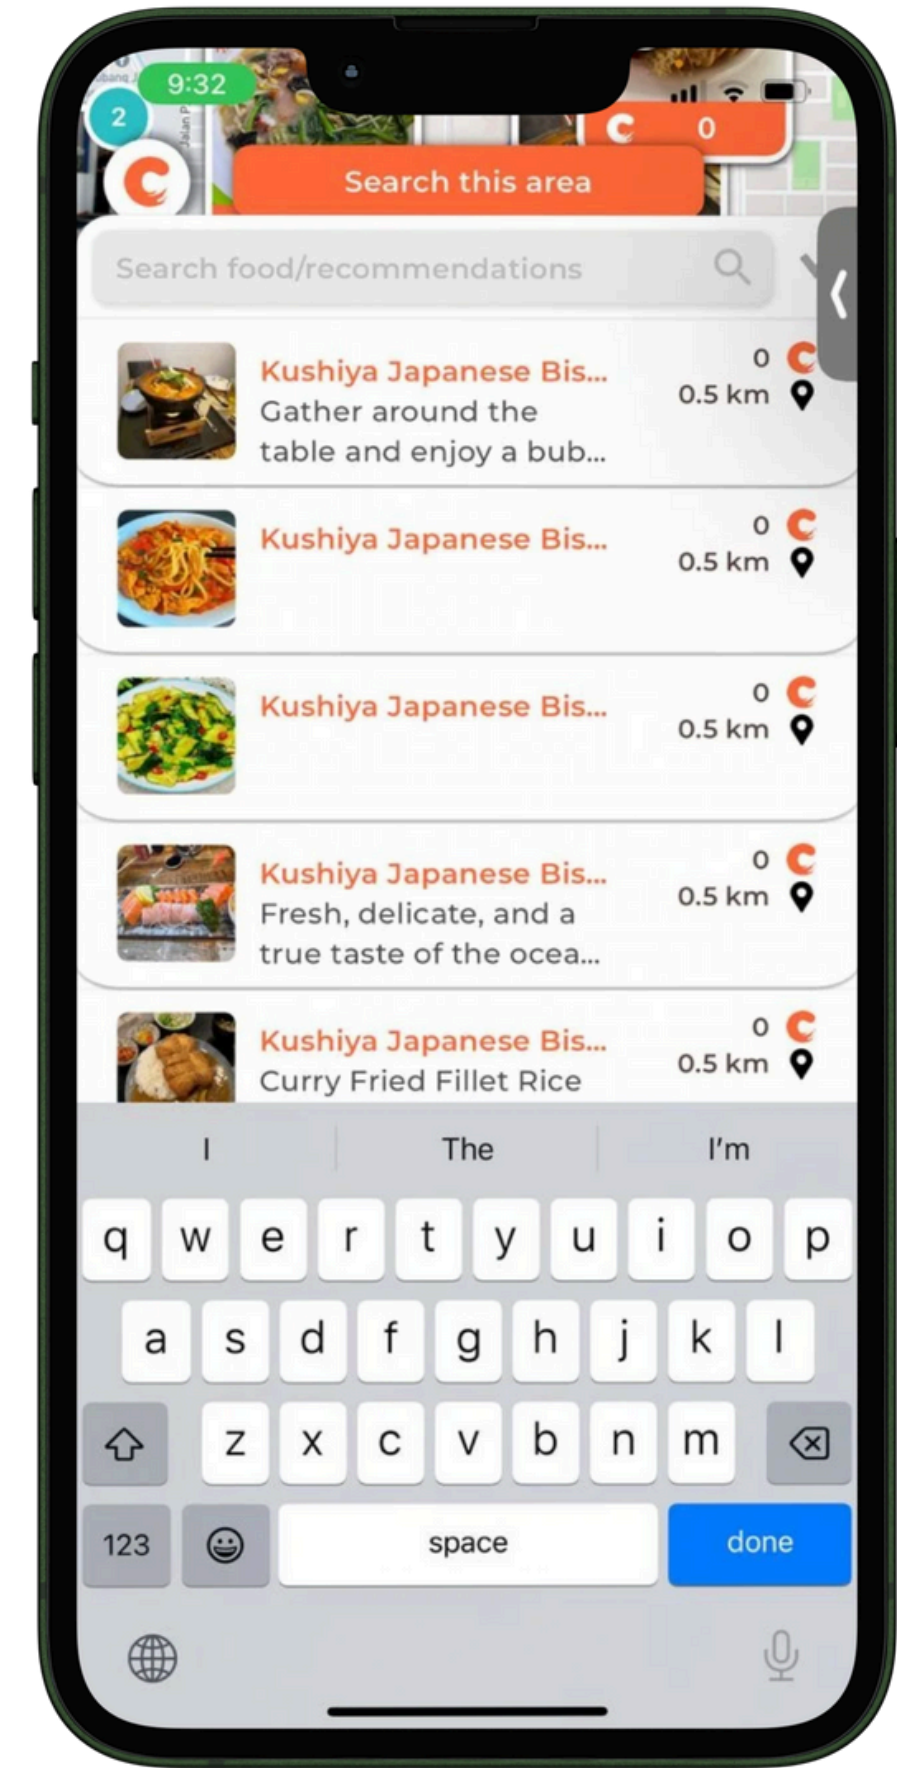 9:32
2
Jalan P
0
Search this area
Search food/recommendations
Kushiya Japanese Bis...
0
Gather around the
0.5 km
table and enjoy a bub...
Kushiya Japanese Bis...
0
0.5 km
Kushiya Japanese Bis...
0
0.5 km
Kushiya Japanese Bis...
0
Fresh, delicate, and a
0.5 km
true taste of the ocea...
Kushiya Japanese Bis...
0
Curry Fried Fillet Rice
0.5 km
I The I'm
q w e r t y u i o p
a s d f g h j k l
z x c v b n m
123 space done